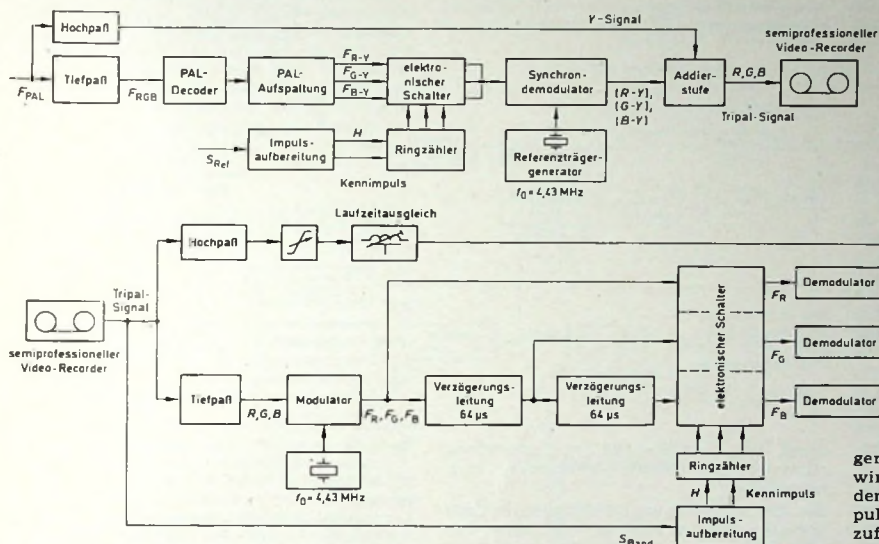 Hochpaß
Y-Signal
semiprofessioneller
Video-Recorder
F_PAL
Tiefpaß
F_RGB
PAL-
Decoder
PAL-
Aufspaltung
F_R-Y
F_G-Y
F_B-Y
elektro-
nischer
Schalter
Synchron-
demodulator
[R-Y],
[G-Y],
[B-Y]
Addier-
stufe
R,G,B
Tripal-Signal
S_Ref
Impuls-
aufbereitung
H
Kennimpuls
Ringzähler
Referenzträger-
generator
f₀ = 4,43 MHz
Laufzeitausgleich
Hochpaß
Tripal-
Signal
semiprofessioneller
Video-Recorder
Tiefpaß
R,G,B
Modulator
F_R, F_G, F_B
Verzögerungs-
leitung
64 µs
Verzögerungs-
leitung
64 µs
elektronischer Schalter
F_R
Demodulator
F_G
Demodulator
F_B
Demodulator
f₀ = 4,43 MHz
Ringzähler
H
Kennimpuls
Impuls-
aufbereitung
S_Band
ger
wir
der
pul
zuf